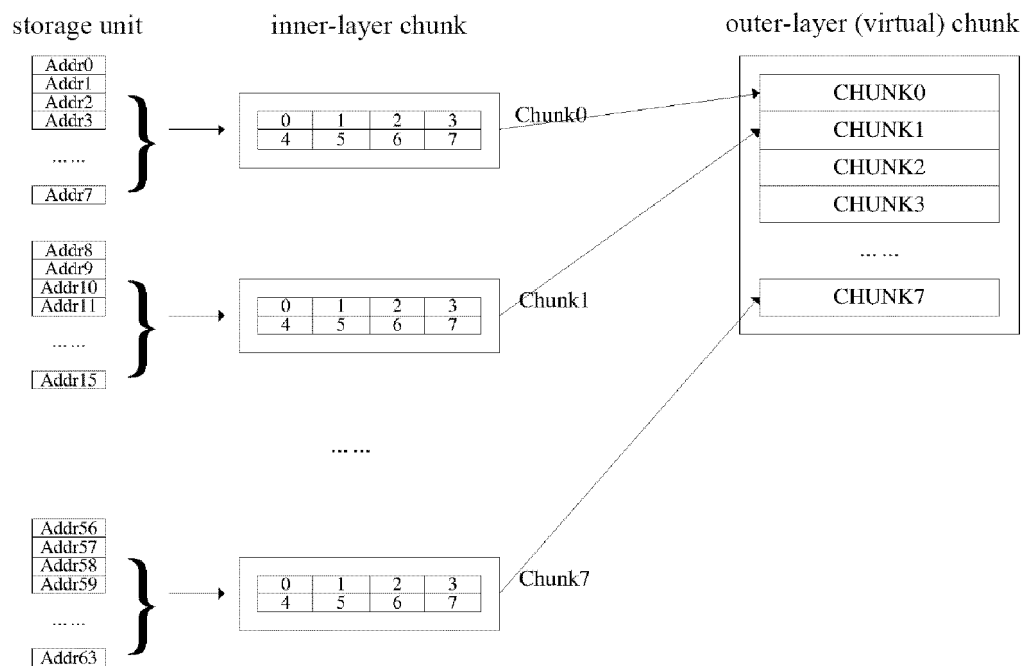 storage unit
inner-layer chunk
outer-layer (virtual) chunk
Addr0
Addr1
Addr2
Addr3
... ...
Addr7
0 1 2 3
4 5 6 7
Chunk0
CHUNK0
CHUNK1
CHUNK2
CHUNK3
... ...
CHUNK7
Addr8
Addr9
Addr10
Addr11
... ...
Addr15
0 1 2 3
4 5 6 7
Chunk1
... ...
Addr56
Addr57
Addr58
Addr59
... ...
Addr63
0 1 2 3
4 5 6 7
Chunk7